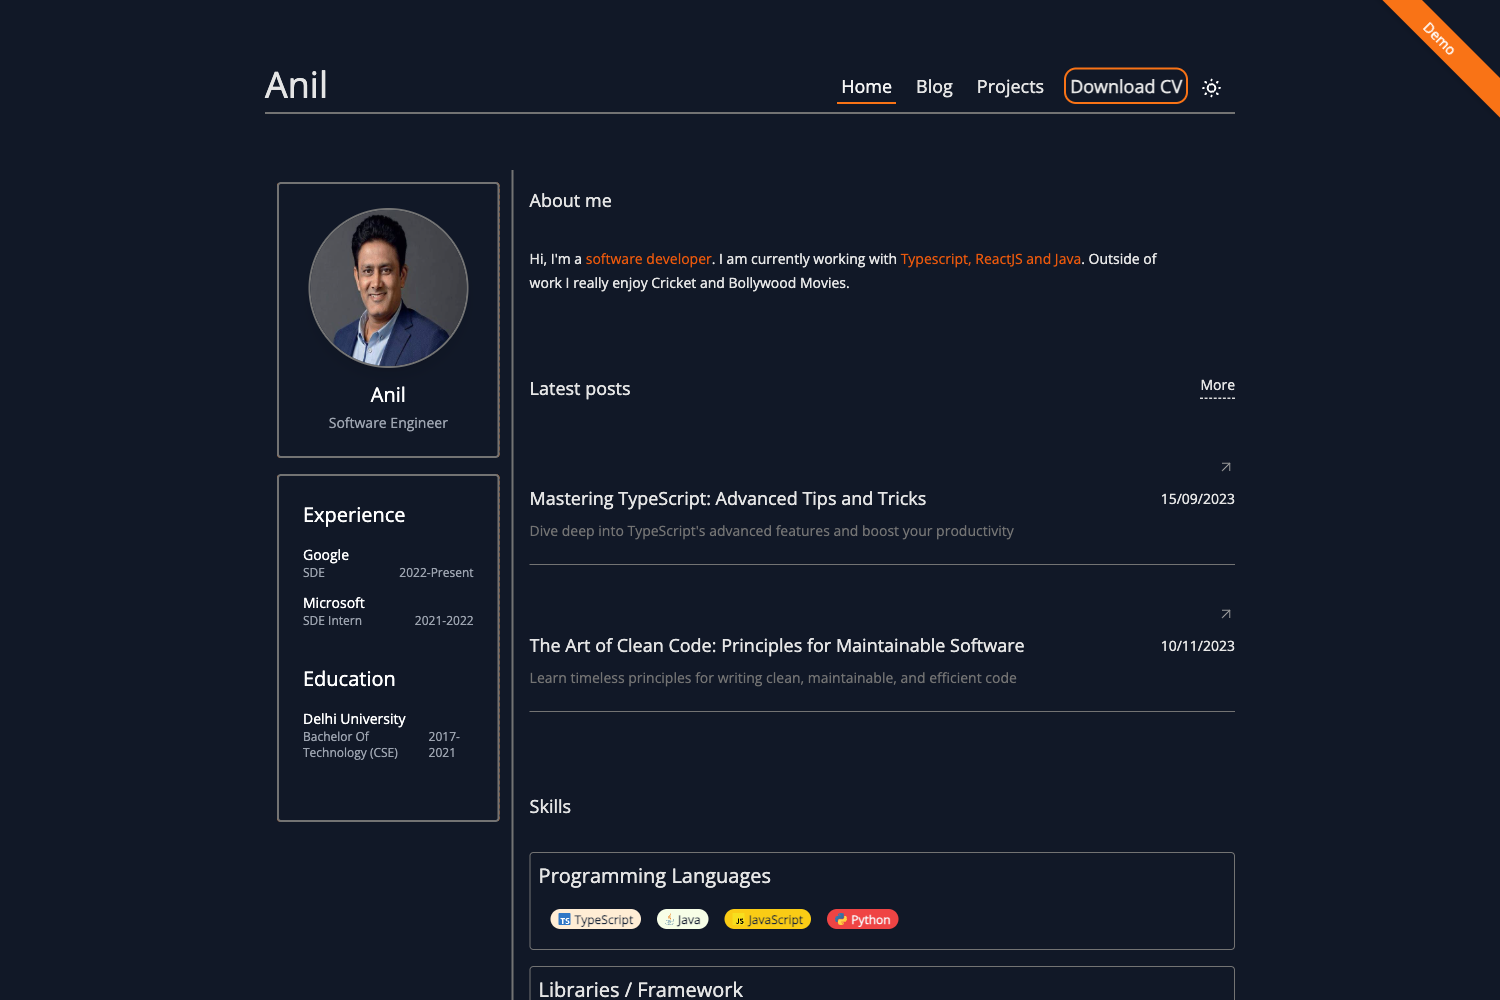 Demo
Anil
Home Blog Projects Download CV
Anil
Software Engineer
Experience
Google
SDE 2022-Present
Microsoft
SDE Intern 2021-2022
Education
Delhi University
Bachelor Of 2017-
Technology (CSE) 2021
About me
Hi, I'm a software developer. I am currently working with Typescript, ReactJS and Java. Outside of
work I really enjoy Cricket and Bollywood Movies.
Latest posts More
Mastering TypeScript: Advanced Tips and Tricks 15/09/2023
Dive deep into TypeScript's advanced features and boost your productivity
The Art of Clean Code: Principles for Maintainable Software 10/11/2023
Learn timeless principles for writing clean, maintainable, and efficient code
Skills
Programming Languages
TS TypeScript Java JS JavaScript Python
Libraries / Framework